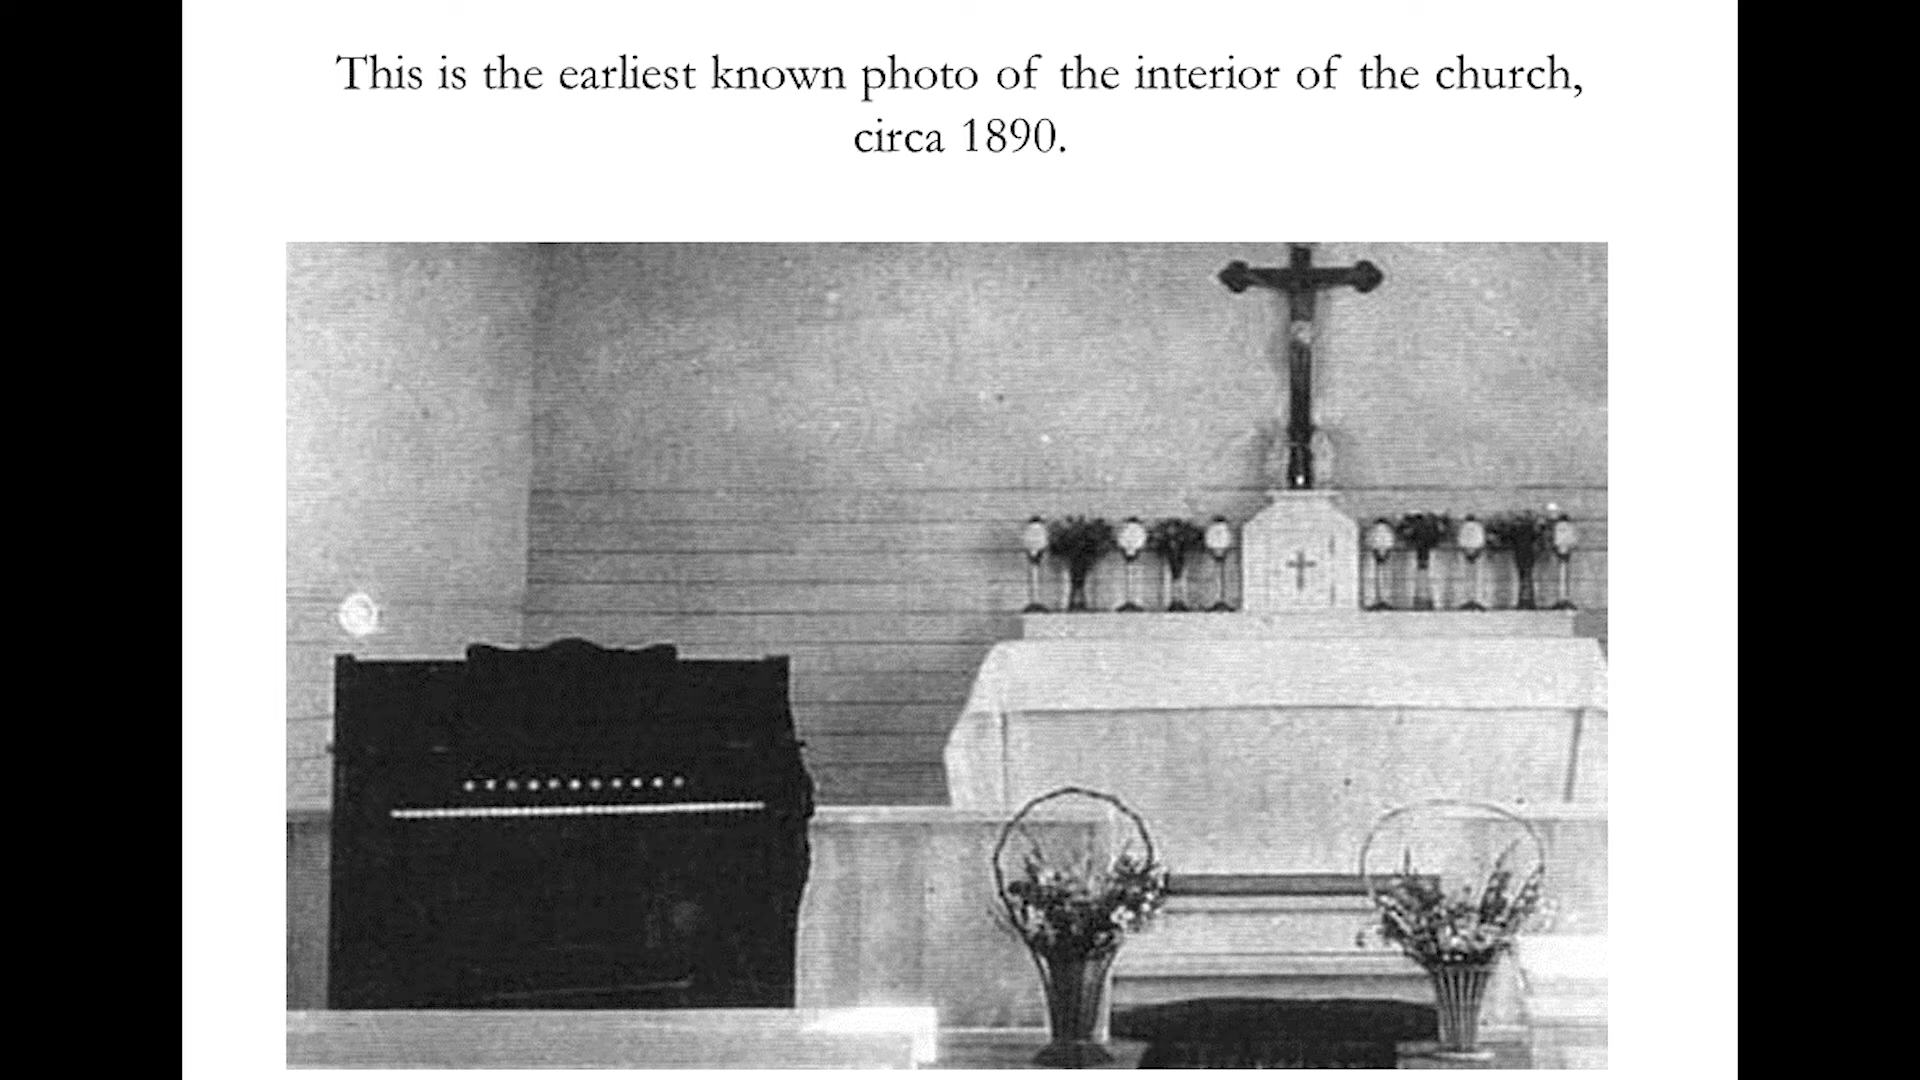 This is the earliest known photo of the interior of the church,
circa 1890.